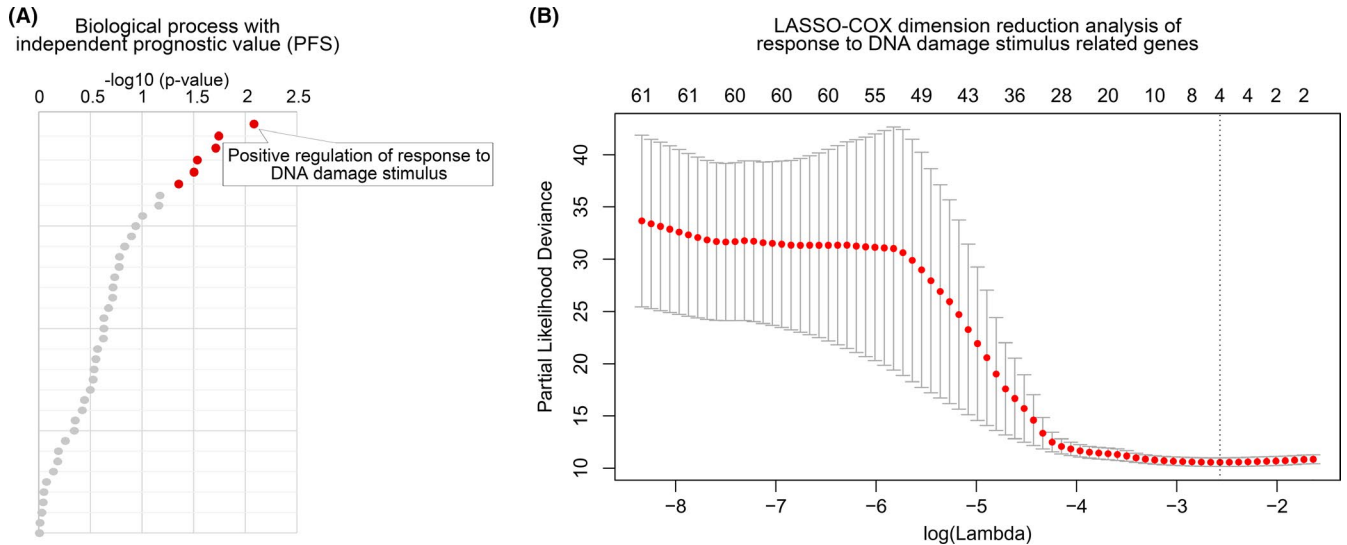 (A)
Biological process with
independent prognostic value (PFS)
-log10 (p-value)
0 0.5 1 1.5 2 2.5
Positive regulation of response to
DNA damage stimulus
(B)
LASSO-COX dimension reduction analysis of
response to DNA damage stimulus related genes
61 61 60 60 60 55 49 43 36 28 20 10 8 4 4 2 2
Partial Likelihood Deviance
40
35
30
25
20
15
10
−8 −7 −6 −5 −4 −3 −2
log(Lambda)